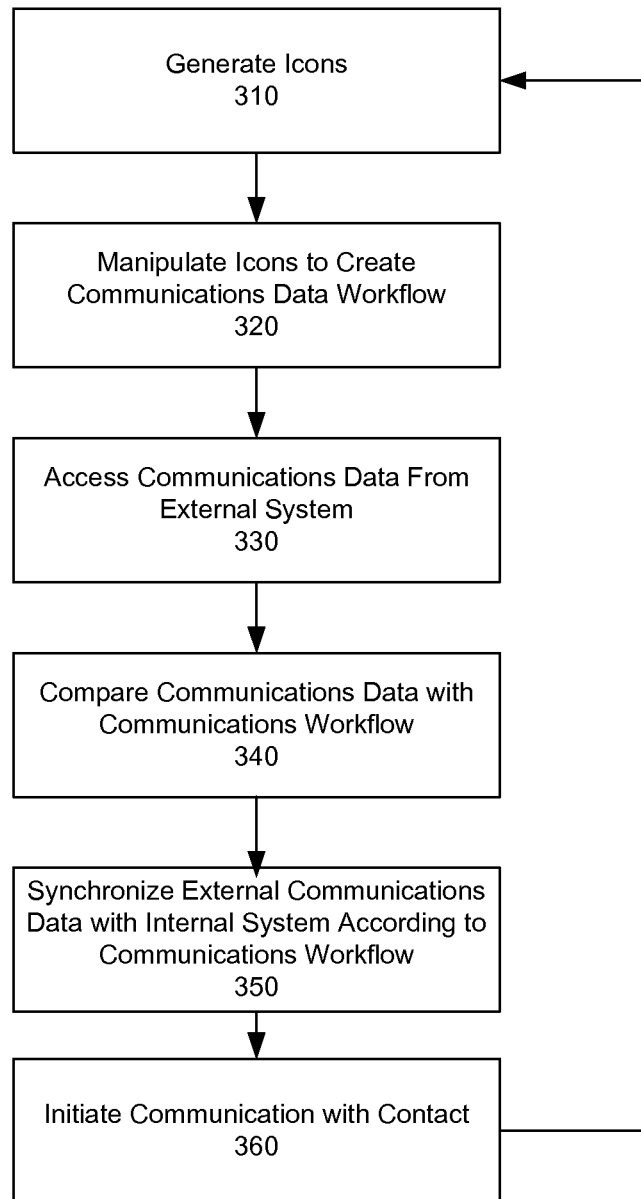 Generate Icons
310
Manipulate Icons to Create
Communications Data Workflow
320
Access Communications Data From
External System
330
Compare Communications Data with
Communications Workflow
340
Synchronize External Communications
Data with Internal System According to
Communications Workflow
350
Initiate Communication with Contact
360